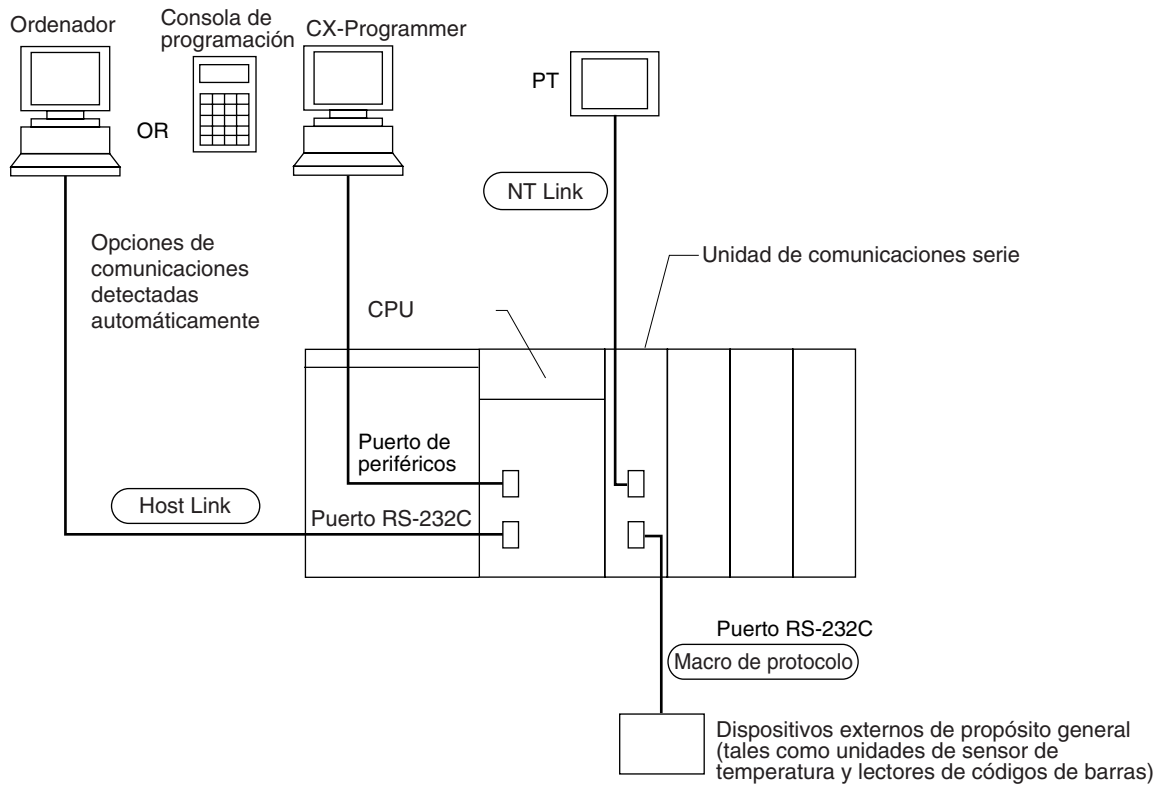 Ordenador
Consola de
programación
CX-Programmer
OR
PT
NT Link
Opciones de
comunicaciones
detectadas
automáticamente
CPU
Unidad de comunicaciones serie
Puerto de
periféricos
Host Link
Puerto RS-232C
Puerto RS-232C
Macro de protocolo
Dispositivos externos de propósito general
(tales como unidades de sensor de
temperatura y lectores de códigos de barras)